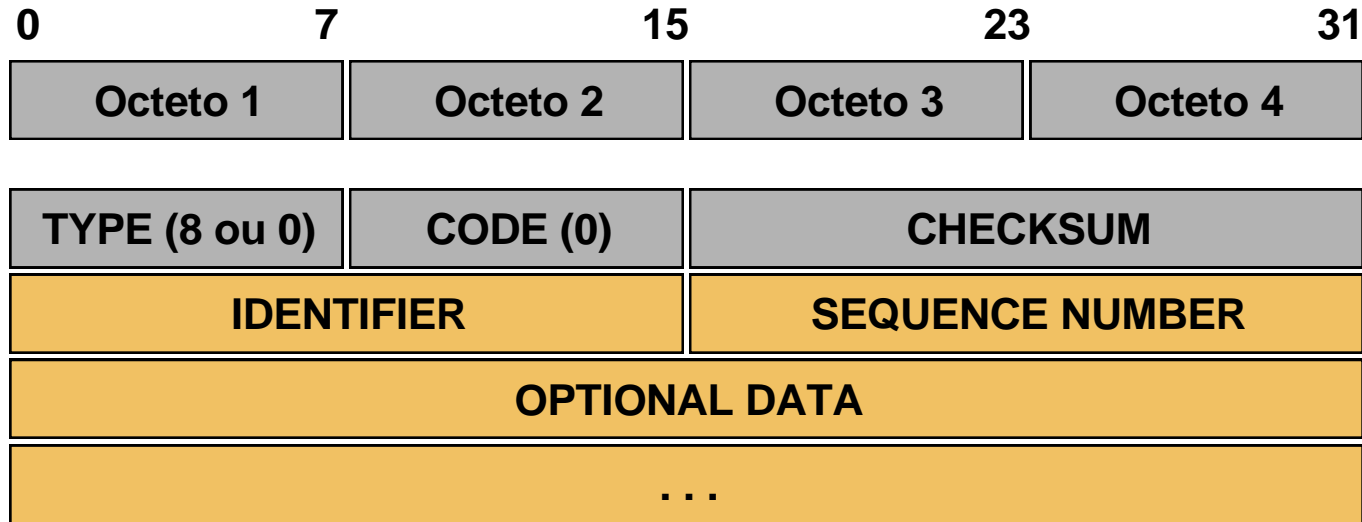 0 7 15 23 31
Octeto 1 Octeto 2 Octeto 3 Octeto 4
TYPE (8 ou 0) CODE (0) CHECKSUM
IDENTIFIER SEQUENCE NUMBER
OPTIONAL DATA
. . .